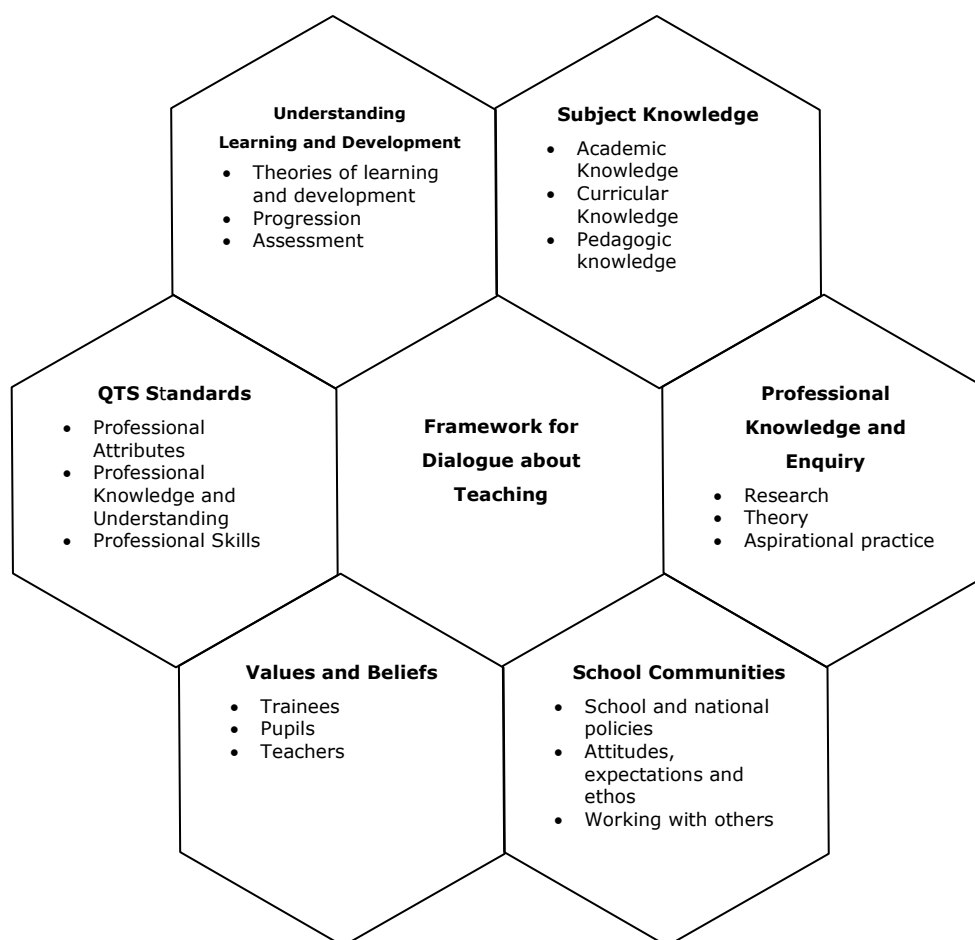 Understanding
Learning and Development
• Theories of learning
and development
• Progression
• Assessment
Subject Knowledge
• Academic
Knowledge
• Curricular
Knowledge
• Pedagogic
knowledge
QTS Standards
• Professional
Attributes
• Professional
Knowledge and
Understanding
• Professional Skills
Framework for
Dialogue about
Teaching
Professional
Knowledge and
Enquiry
• Research
• Theory
• Aspirational practice
Values and Beliefs
• Trainees
• Pupils
• Teachers
School Communities
• School and national
policies
• Attitudes,
expectations and
ethos
• Working with others